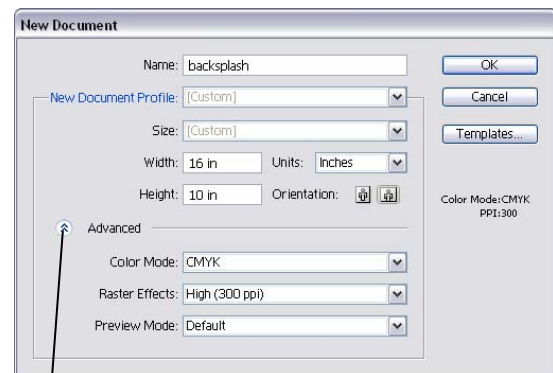 New Document
Name: backsplash
OK
New Document Profile: [Custom]
Cancel
Size: [Custom]
Templates...
Width: 16 in Units: Inches
Height: 10 in Orientation:
Color Mode:CMYK
PPI:300
Advanced
Color Mode: CMYK
Raster Effects: High (300 ppi)
Preview Mode: Default